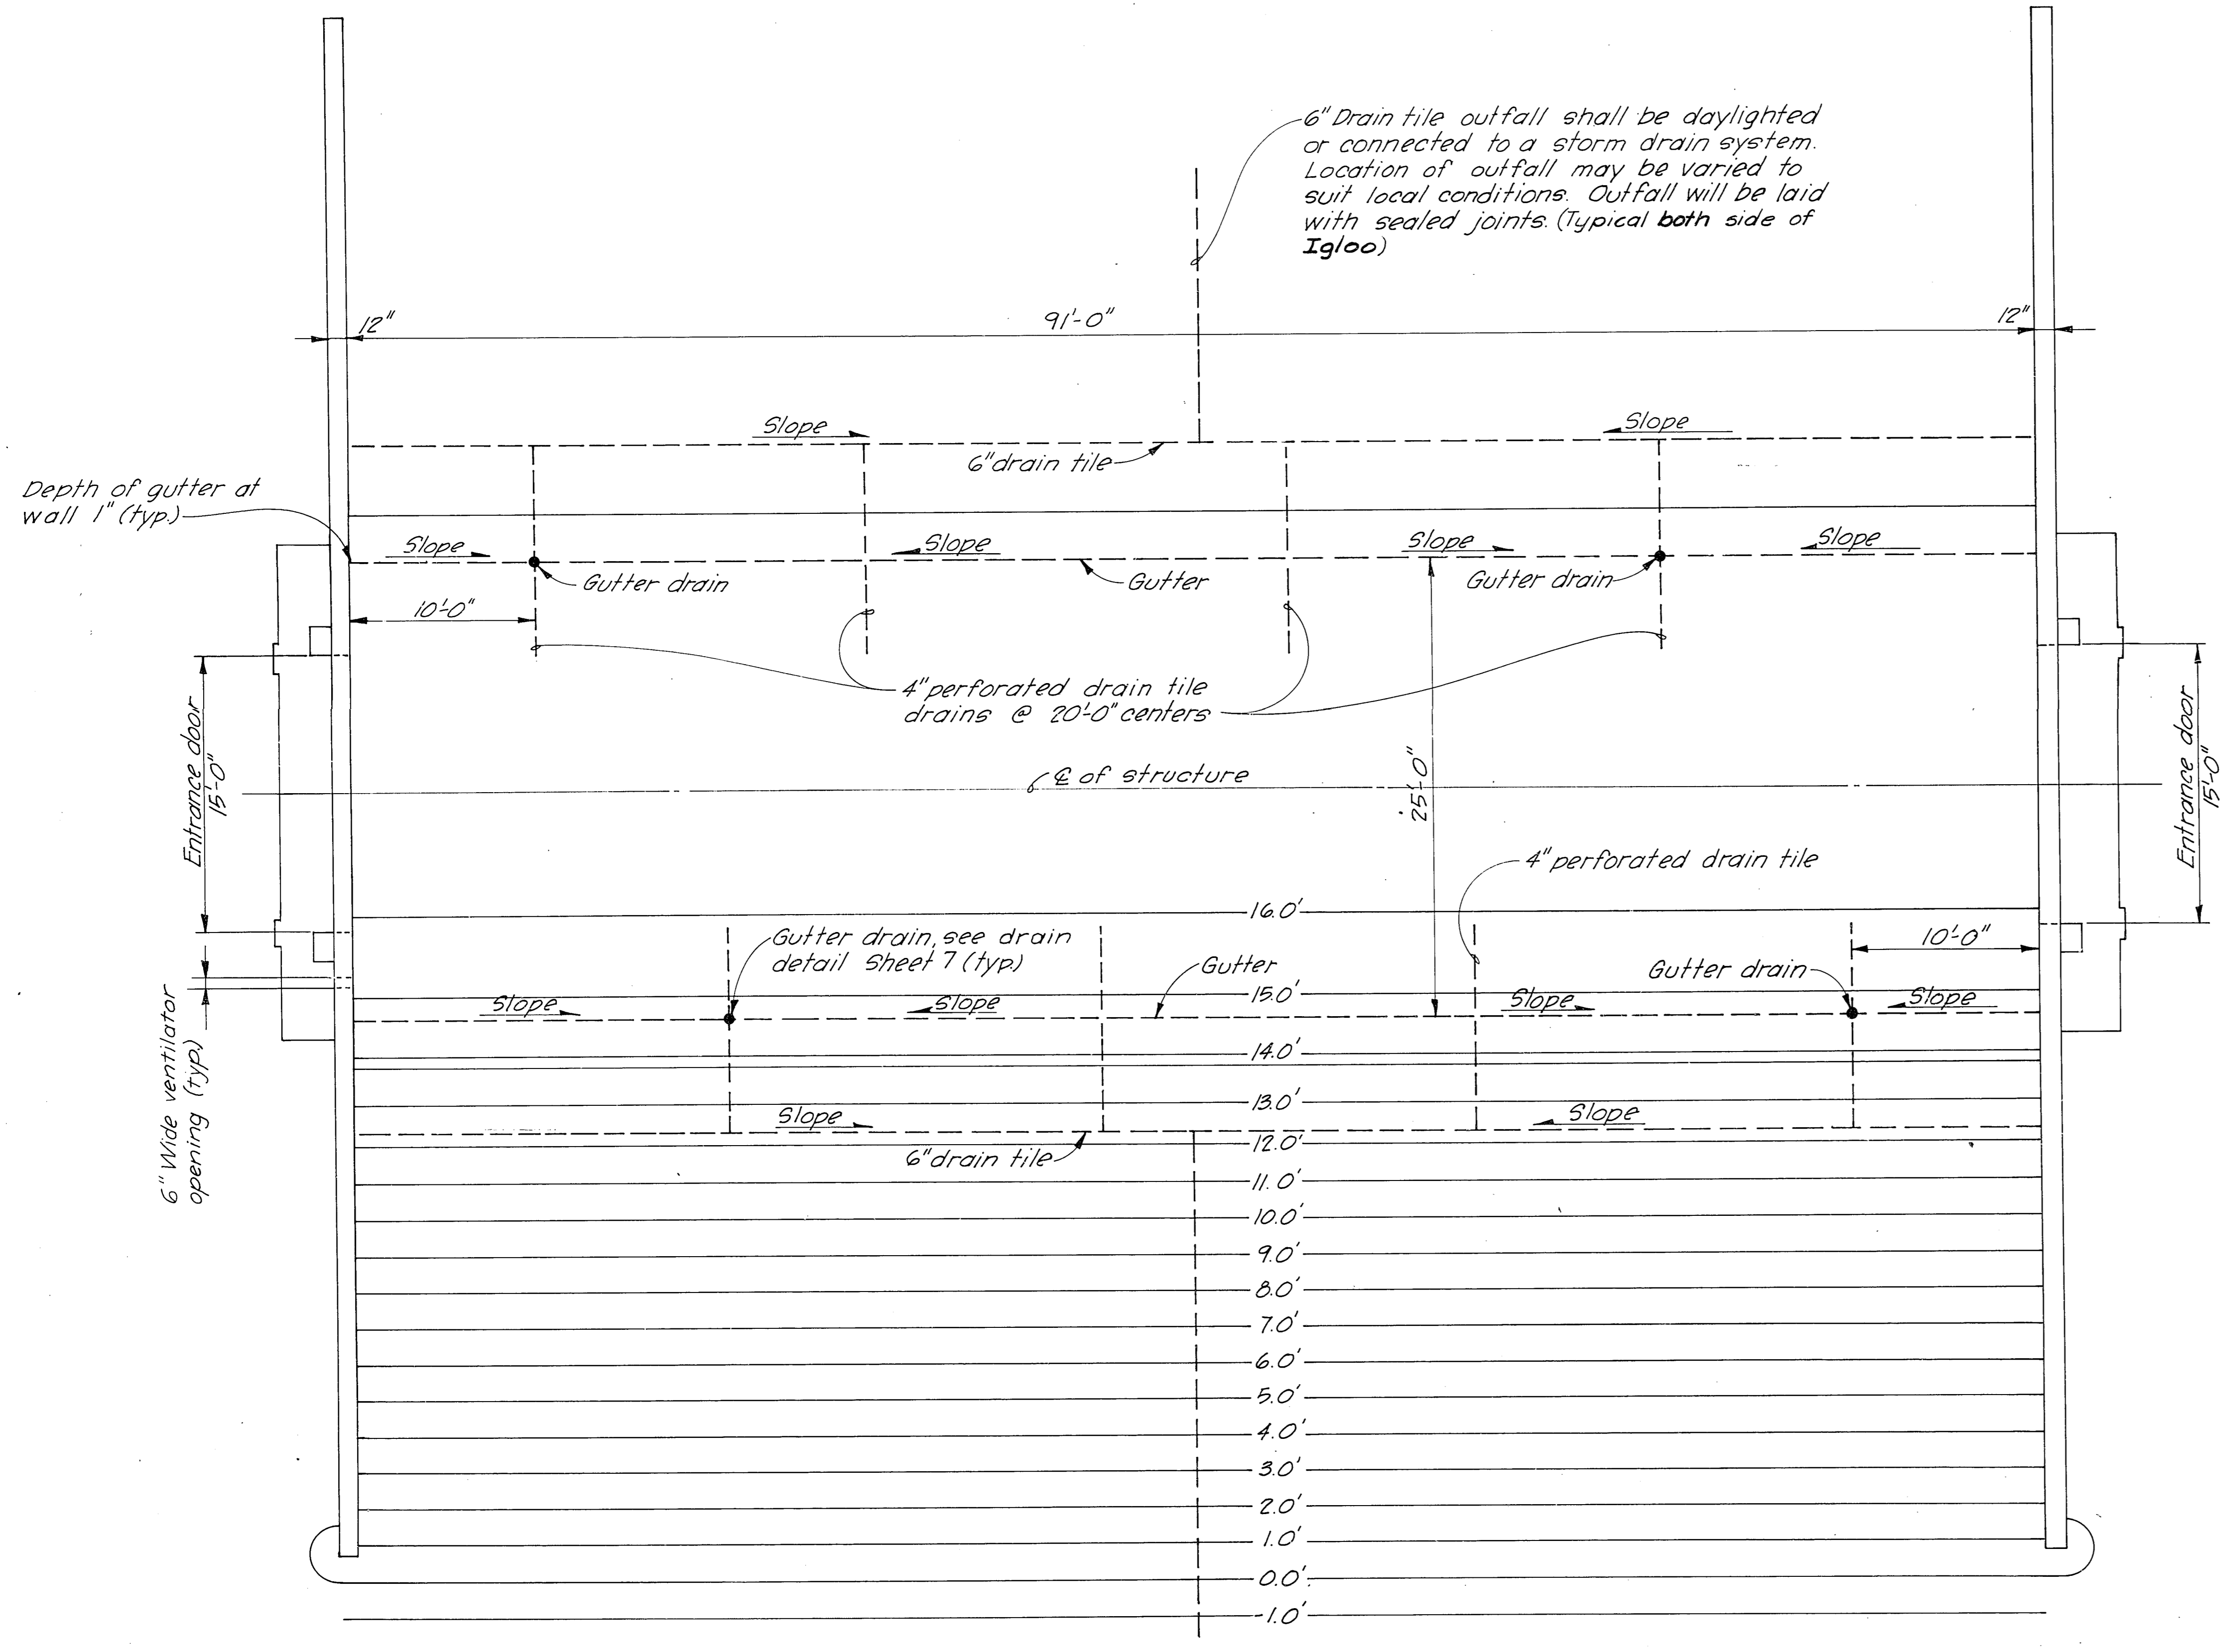 6" Drain tile outfall shall be daylighted
or connected to a storm drain system.
Location of outfall may be varied to
suit local conditions. Outfall will be laid
with sealed joints. (Typical both side of
Igloo)
12"
91'-0"
12"
Slope
Slope
6" drain tile
Depth of gutter at
wall 1" (typ.)
Slope
Slope
Slope
Slope
Gutter drain
Gutter
Gutter drain
10'-0"
4" perforated drain tile
drains @ 20'-0" centers
Entrance door
15'-0"
℄ of structure
25'-0"
Entrance door
15'-0"
4" perforated drain tile
16.0'
Gutter drain, see drain
detail Sheet 7 (typ.)
Gutter
10'-0"
Gutter drain
6" Wide ventilator
opening (typ.)
15.0'
Slope
Slope
Slope
Slope
14.0'
13.0'
Slope
Slope
12.0'
6" drain tile
11.0'
10.0'
9.0'
8.0'
7.0'
6.0'
5.0'
4.0'
3.0'
2.0'
1.0'
0.0'
-1.0'